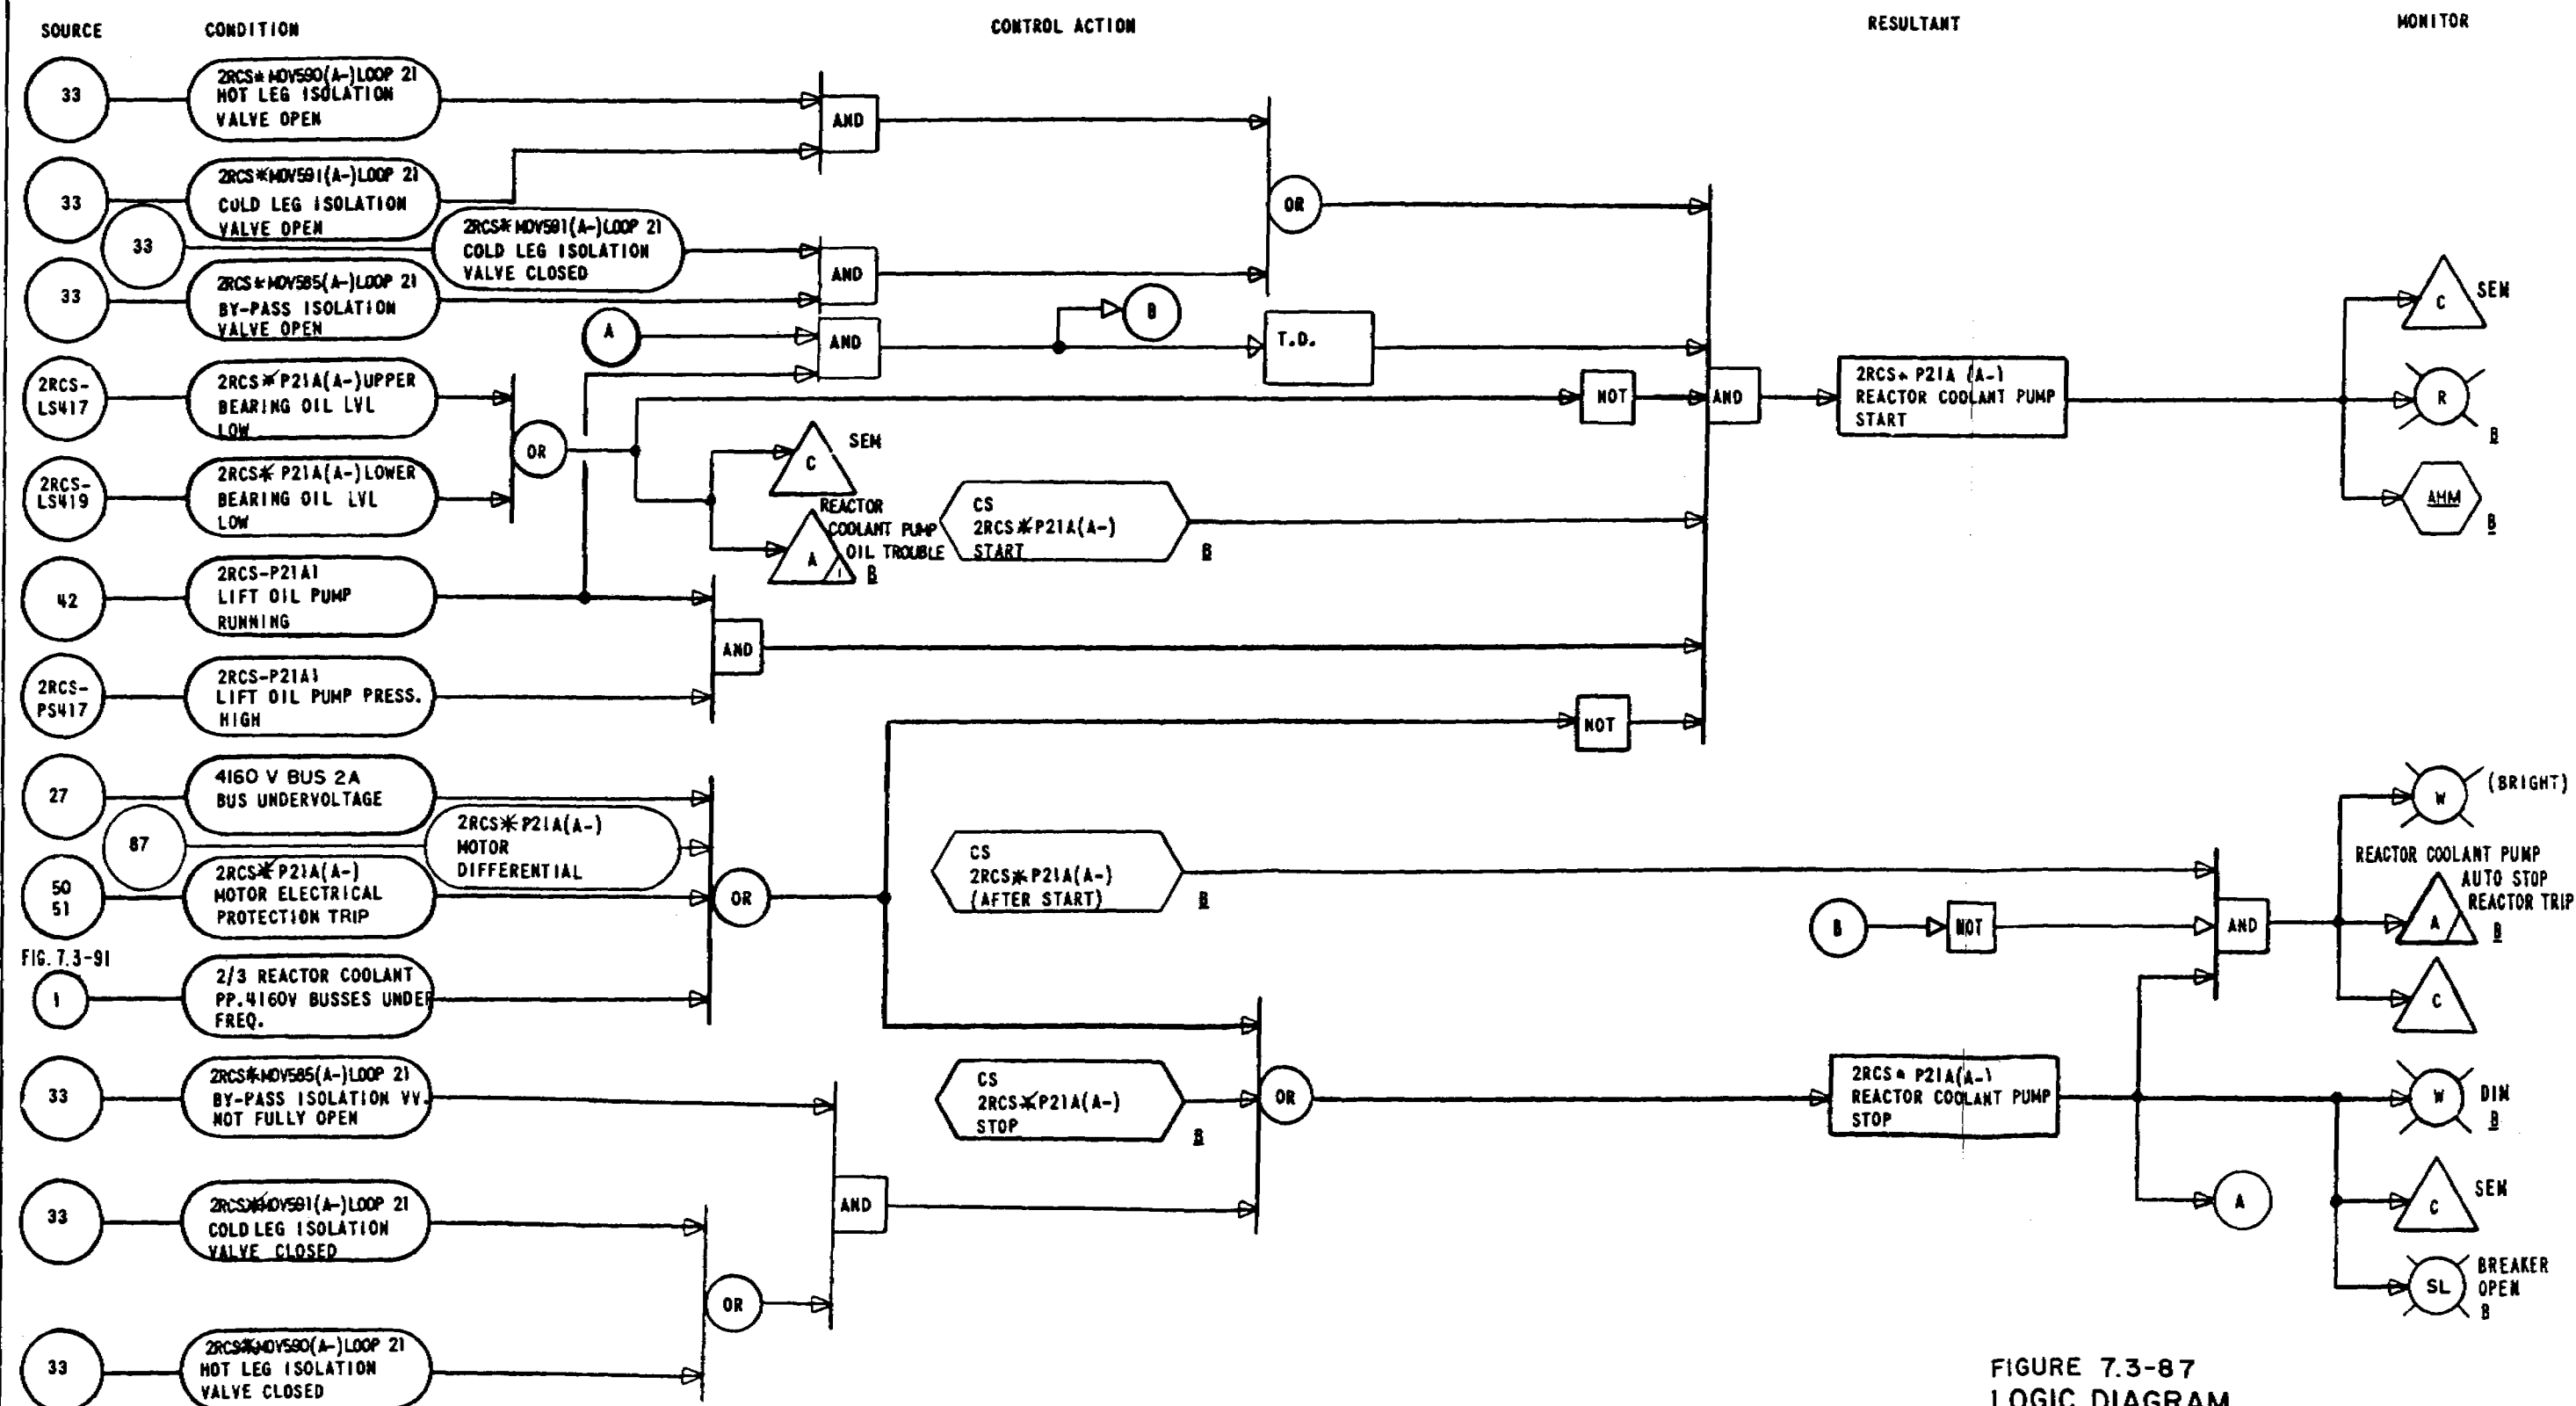 SOURCE
CONDITION
CONTROL ACTION
RESULTANT
MONITOR
33
2RCS*MOV590(A-)LOOP 21
HOT LEG ISOLATION
VALVE OPEN
AND
33
2RCS*MOV591(A-)LOOP 21
COLD LEG ISOLATION
VALVE OPEN
33
2RCS*MOV591(A-)LOOP 21
COLD LEG ISOLATION
VALVE CLOSED
AND
OR
33
2RCS*MOV585(A-)LOOP 21
BY-PASS ISOLATION
VALVE OPEN
A
AND
B
T.D.
2RCS-
LS417
2RCS*P21A(A-)UPPER
BEARING OIL LVL
LOW
OR
NOT
AND
2RCS* P21A (A-)
REACTOR COOLANT PUMP
START
C
SEM
R
B
AHM
B
2RCS-
LS419
2RCS* P21A(A-)LOWER
BEARING OIL LVL
LOW
C
SEM
REACTOR
COOLANT PUMP
OIL TROUBLE
A
1
B
CS
2RCS*P21A(A-)
START
B
42
2RCS-P21A1
LIFT OIL PUMP
RUNNING
AND
2RCS-
PS417
2RCS-P21A1
LIFT OIL PUMP PRESS.
HIGH
NOT
27
4160 V BUS 2A
BUS UNDERVOLTAGE
87
2RCS*P21A(A-)
MOTOR
DIFFERENTIAL
50
51
2RCS*P21A(A-)
MOTOR ELECTRICAL
PROTECTION TRIP
OR
CS
2RCS*P21A(A-)
(AFTER START)
B
B
NOT
AND
W
(BRIGHT)
REACTOR COOLANT PUMP
AUTO STOP
REACTOR TRIP
A
B
C
FIG. 7.3-91
1
2/3 REACTOR COOLANT
PP.4160V BUSSES UNDER
FREQ.
33
2RCS*MOV585(A-)LOOP 21
BY-PASS ISOLATION VV.
NOT FULLY OPEN
CS
2RCS*P21A(A-)
STOP
B
OR
2RCS* P21A(A-)
REACTOR COOLANT PUMP
STOP
W
DIM
B
33
2RCS*MOV591(A-)LOOP 21
COLD LEG ISOLATION
VALVE CLOSED
AND
A
C
SEM
OR
SL
BREAKER
OPEN
B
33
2RCS*MOV590(A-)LOOP 21
HOT LEG ISOLATION
VALVE CLOSED
FIGURE 7.3-87
LOGIC DIAGRAM